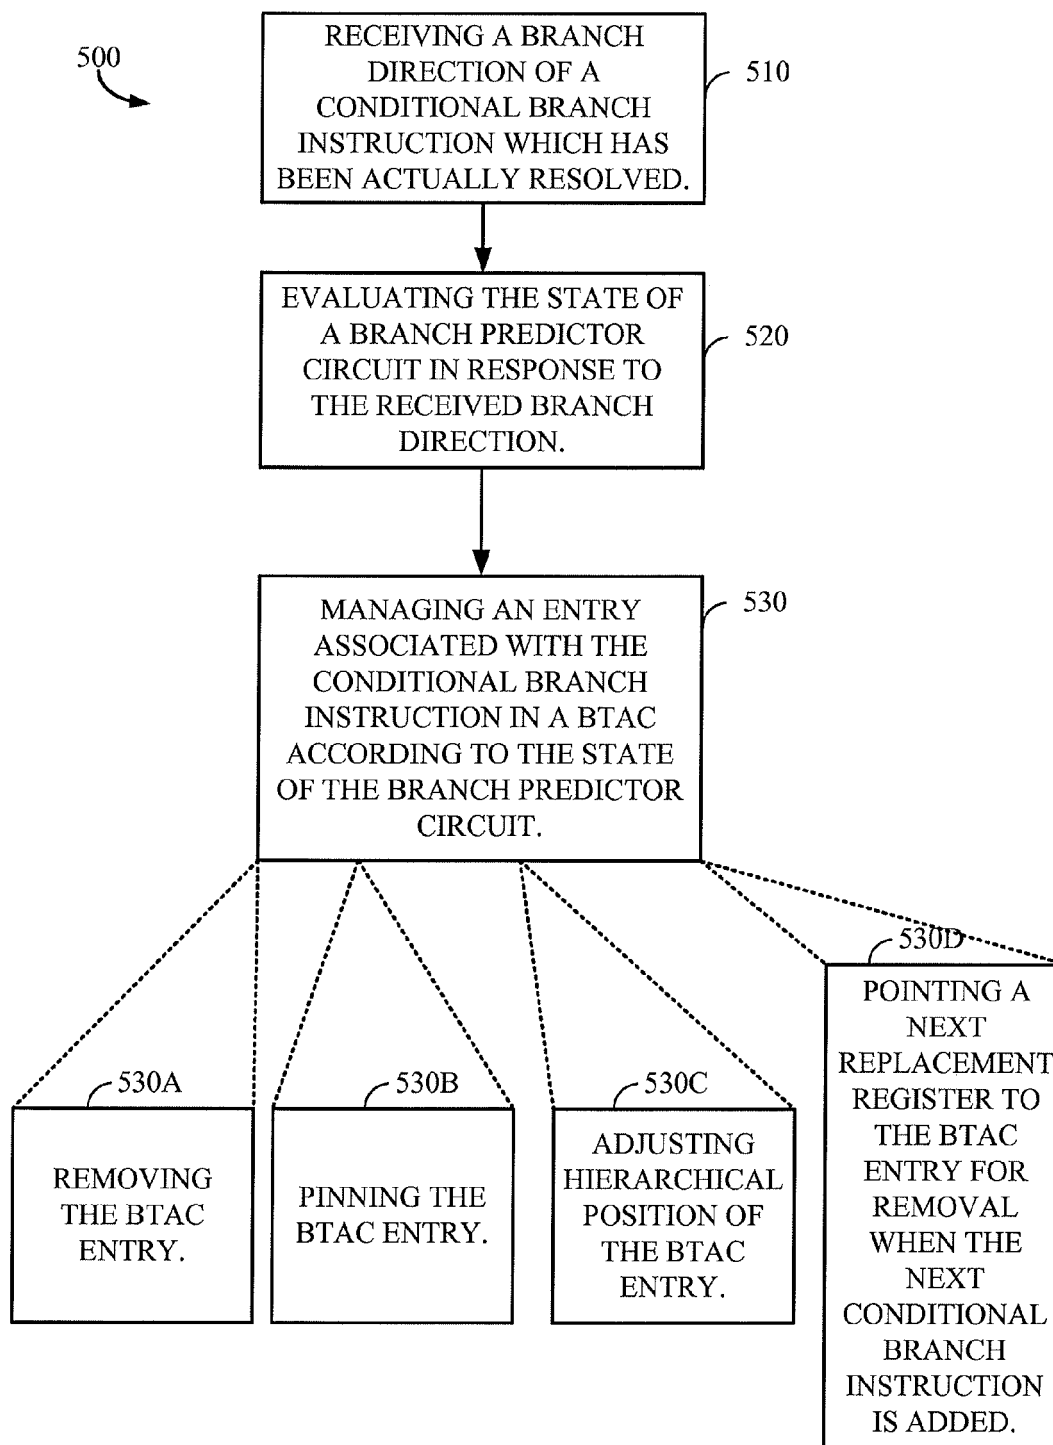 500
RECEIVING A BRANCH
DIRECTION OF A
CONDITIONAL BRANCH
INSTRUCTION WHICH HAS
BEEN ACTUALLY RESOLVED.
510
EVALUATING THE STATE OF
A BRANCH PREDICTOR
CIRCUIT IN RESPONSE TO
THE RECEIVED BRANCH
DIRECTION.
520
MANAGING AN ENTRY
ASSOCIATED WITH THE
CONDITIONAL BRANCH
INSTRUCTION IN A BTAC
ACCORDING TO THE STATE
OF THE BRANCH PREDICTOR
CIRCUIT.
530
530A
REMOVING
THE BTAC
ENTRY.
530B
PINNING THE
BTAC ENTRY.
530C
ADJUSTING
HIERARCHICAL
POSITION OF
THE BTAC
ENTRY.
530D
POINTING A
NEXT
REPLACEMENT
REGISTER TO
THE BTAC
ENTRY FOR
REMOVAL
WHEN THE
NEXT
CONDITIONAL
BRANCH
INSTRUCTION
IS ADDED.